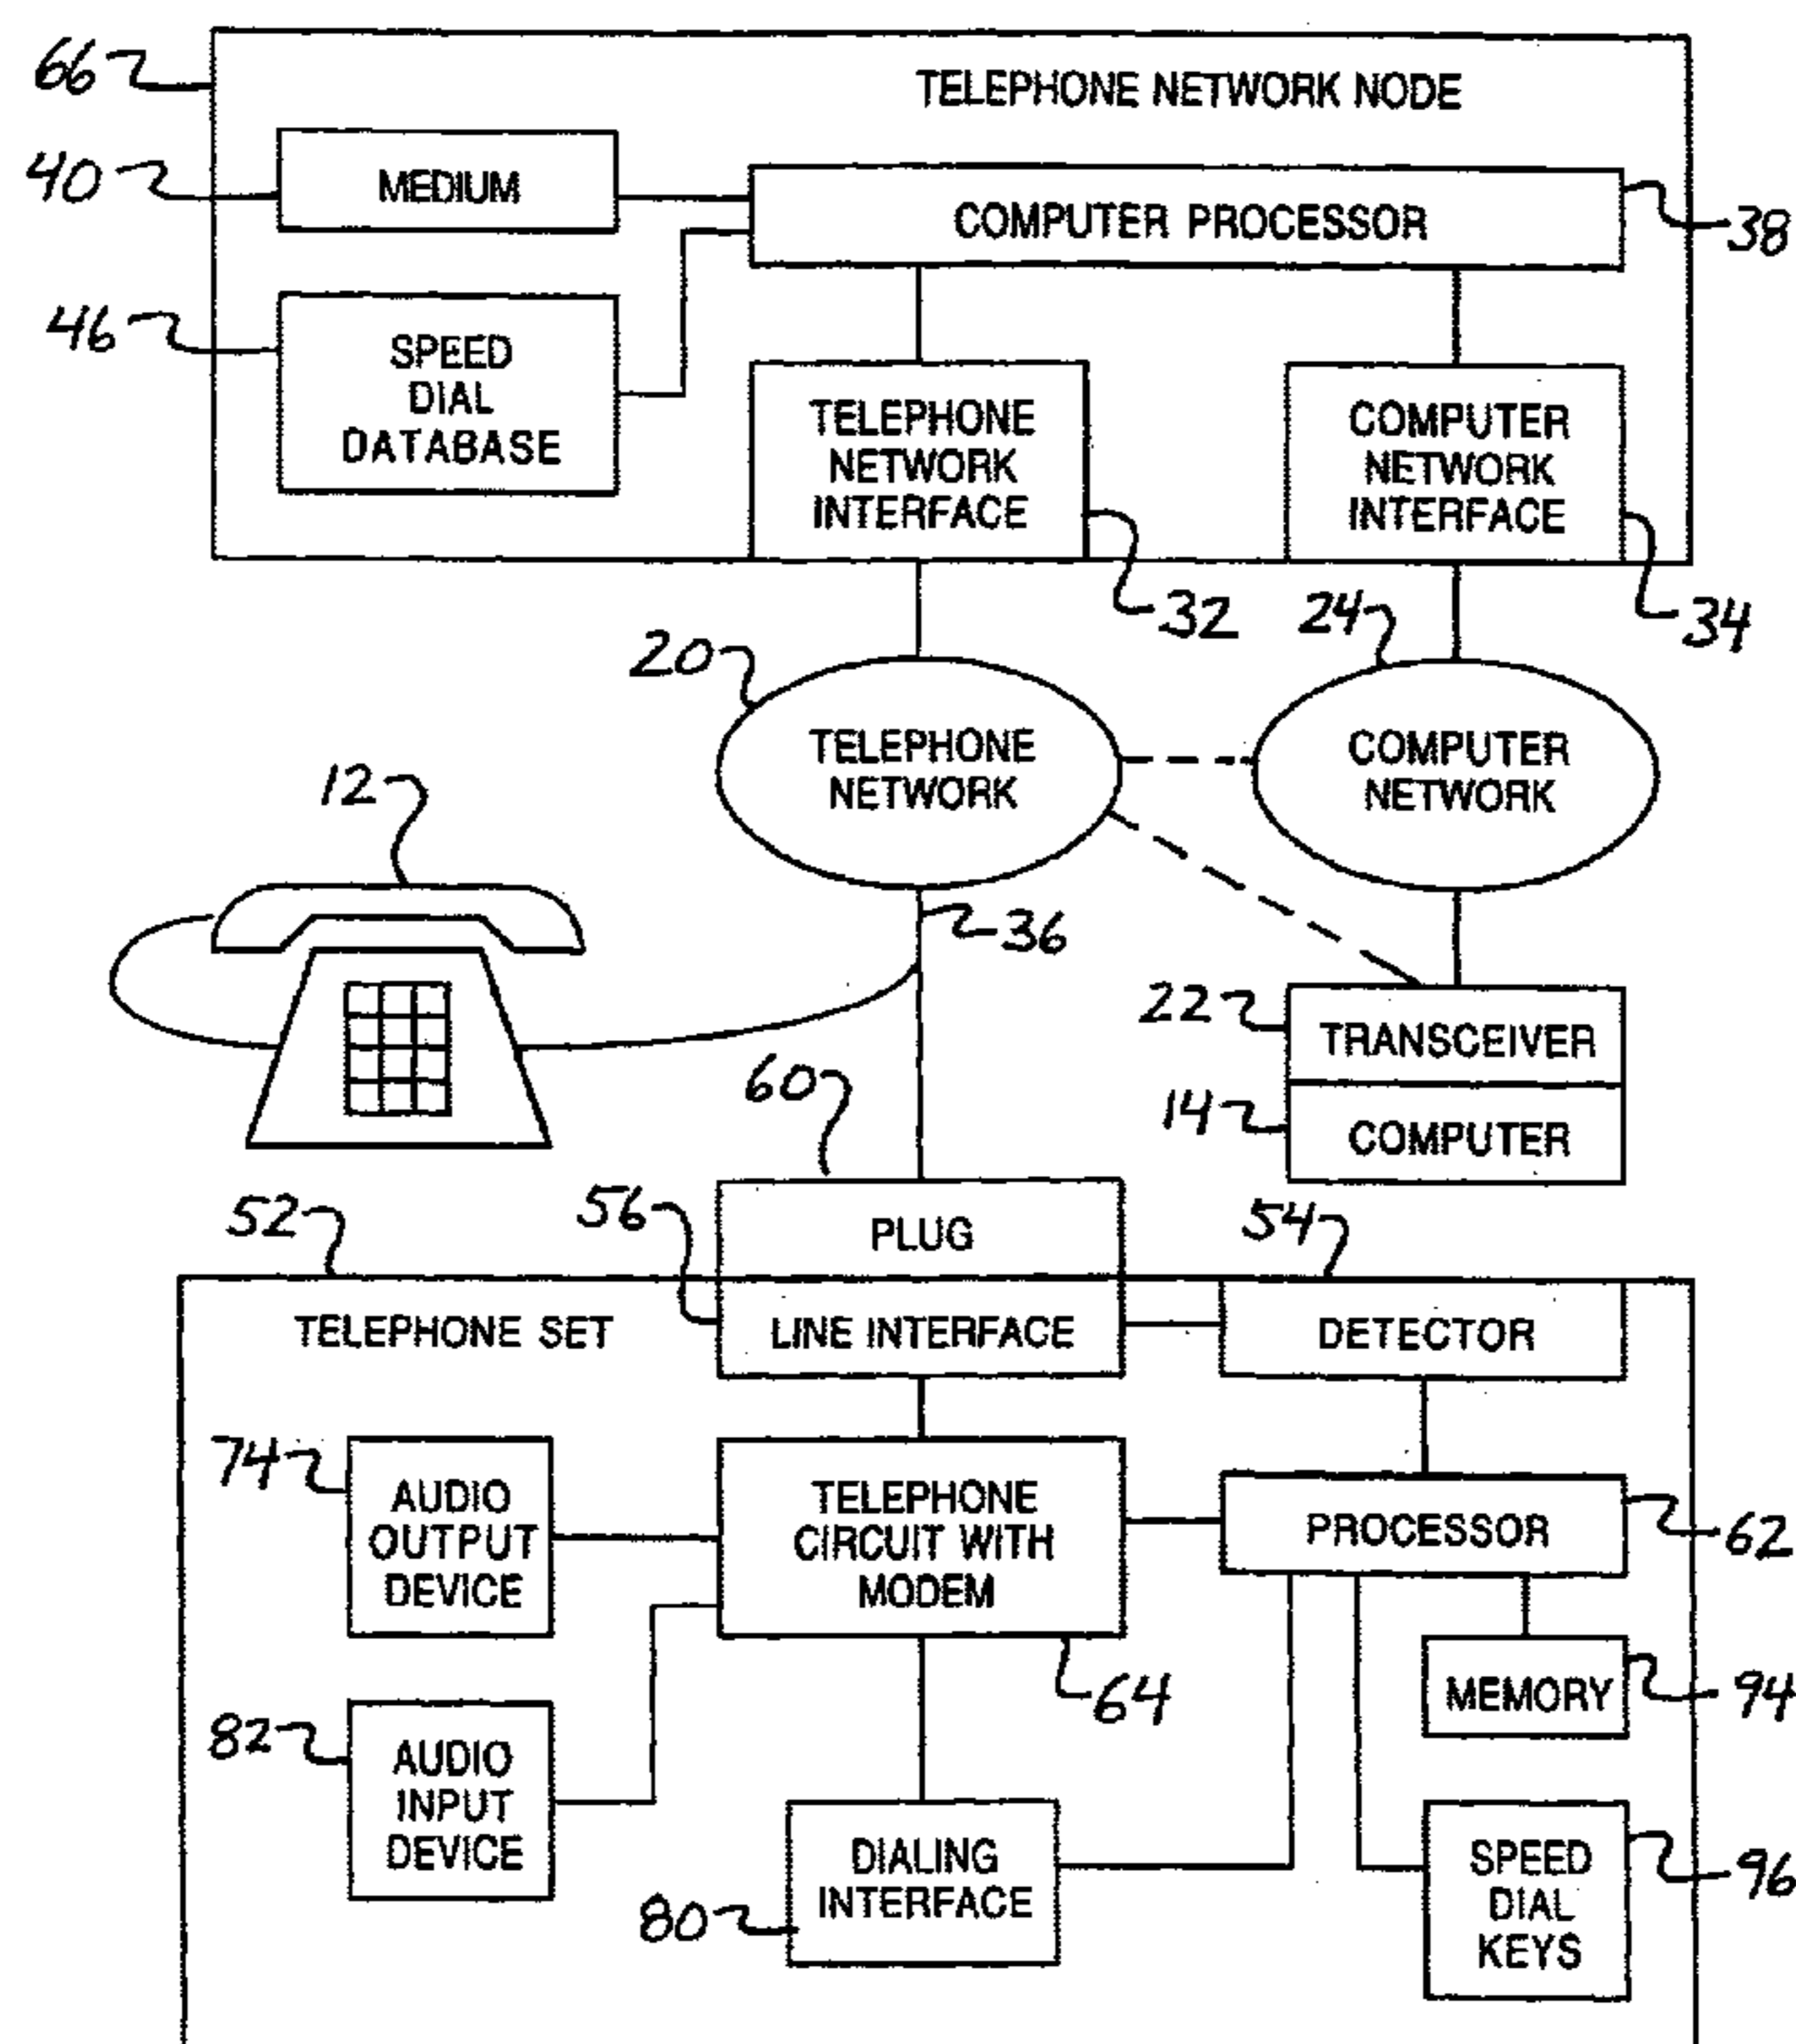 66
TELEPHONE NETWORK NODE
40
MEDIUM
COMPUTER PROCESSOR
38
46
SPEED
DIAL
DATABASE
TELEPHONE
NETWORK
INTERFACE
COMPUTER
NETWORK
INTERFACE
32
34
20
24
TELEPHONE
NETWORK
COMPUTER
NETWORK
12
36
22
TRANSCEIVER
14
COMPUTER
60
PLUG
52
56
54
TELEPHONE SET
LINE INTERFACE
DETECTOR
74
AUDIO
OUTPUT
DEVICE
TELEPHONE
CIRCUIT WITH
MODEM
PROCESSOR
62
64
MEMORY
94
82
AUDIO
INPUT
DEVICE
DIALING
INTERFACE
80
SPEED
DIAL
KEYS
96